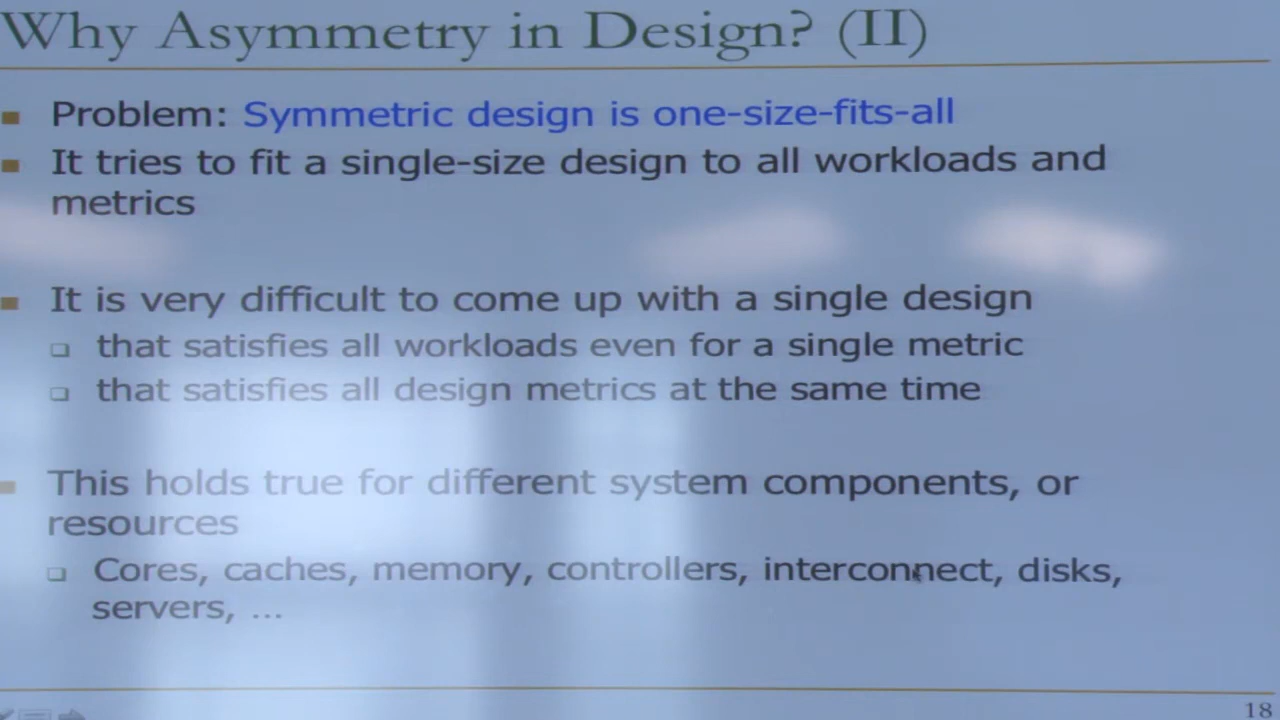 Why Asymmetry in Design? (II)
Problem: Symmetric design is one-size-fits-all
It tries to fit a single-size design to all workloads and
metrics
It is very difficult to come up with a single design
that satisfies all workloads even for a single metric
that satisfies all design metrics at the same time
This holds true for different system components, or
resources
Cores, caches, memory, controllers, interconnect, disks,
servers, ...
18